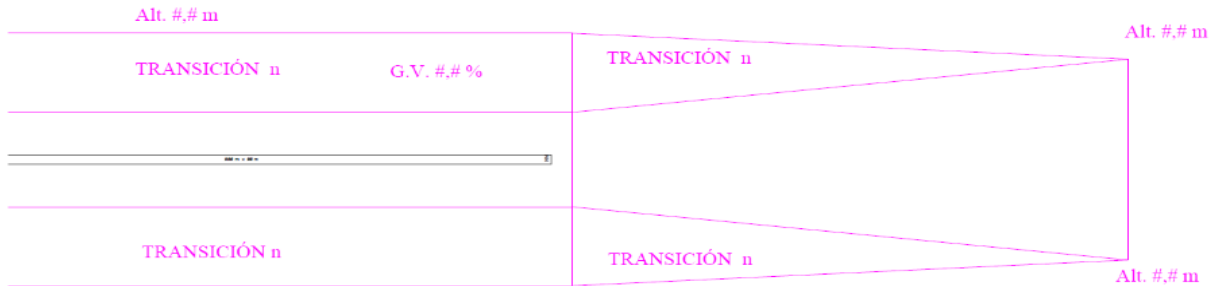 Alt. #,# m
Alt. #,# m
TRANSICIÓN n
G.V. #,# %
TRANSICIÓN n
TRANSICIÓN n
TRANSICIÓN n
Alt. #,# m